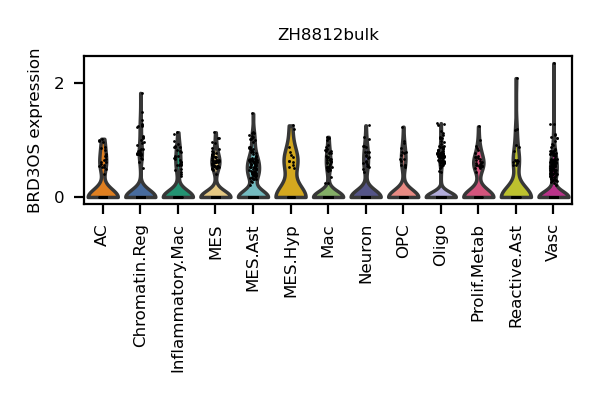 ZH8812bulk
BRD3OS expression
2
0
AC
Chromatin.Reg
Inflammatory.Mac
MES
MES.Ast
MES.Hyp
Mac
Neuron
OPC
Oligo
Prolif.Metab
Reactive.Ast
Vasc